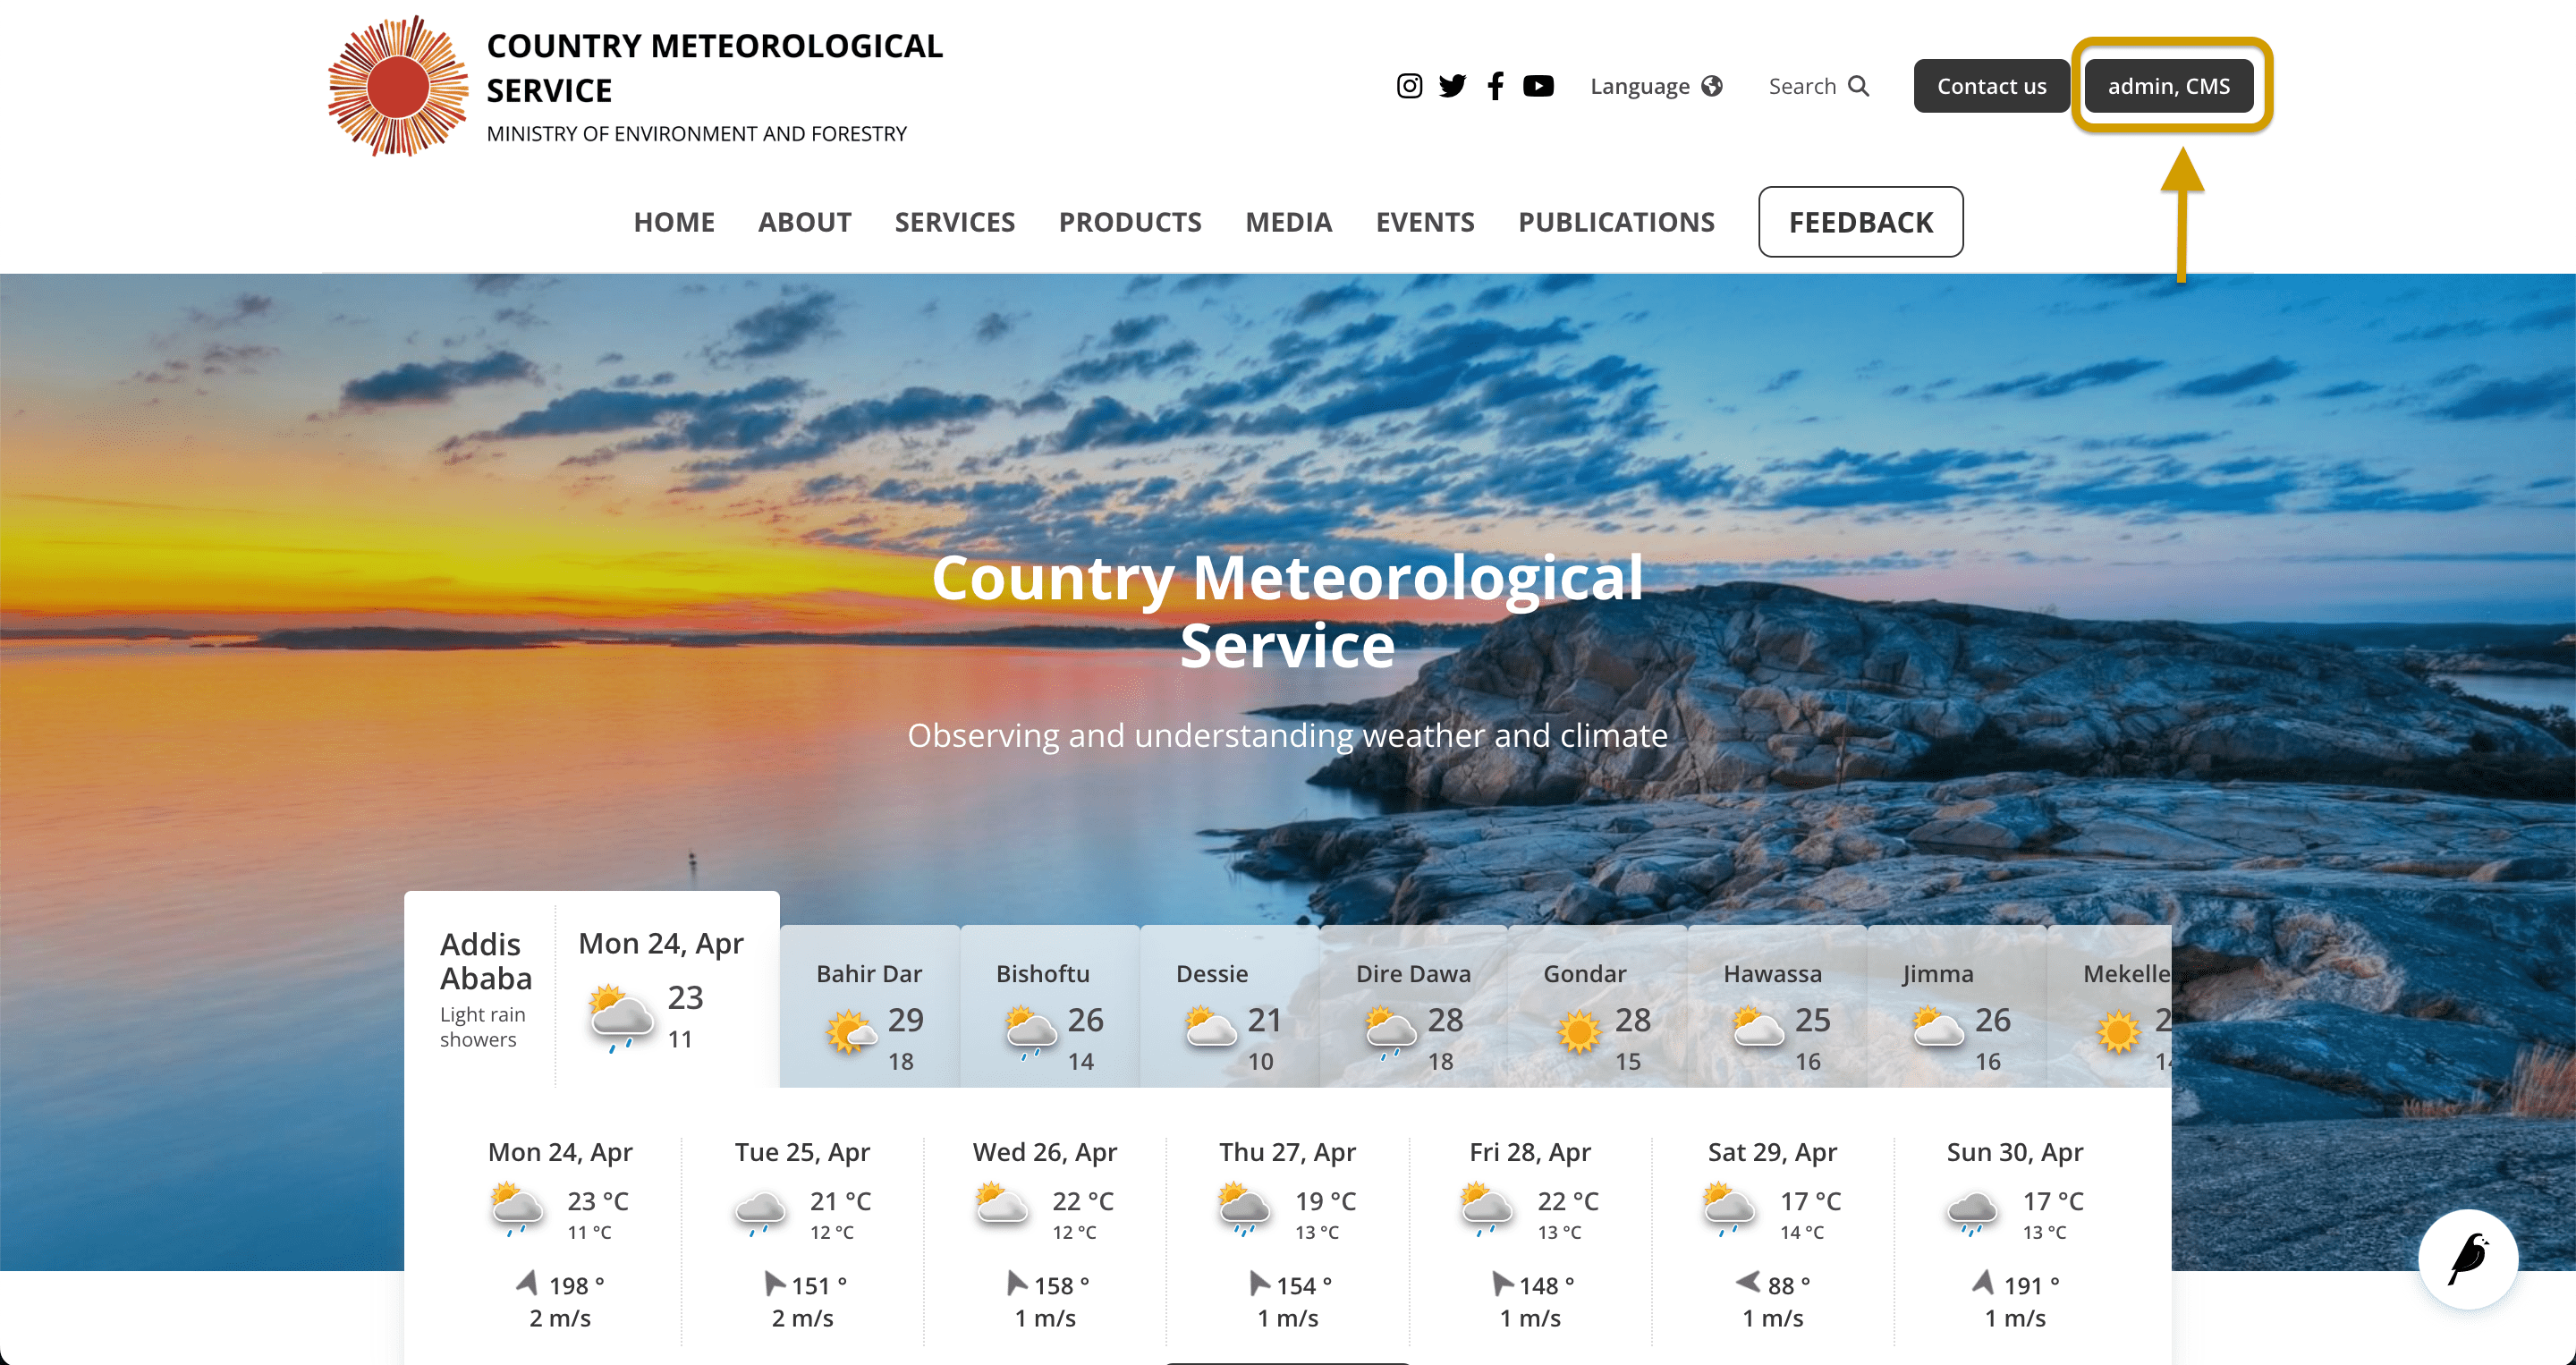 COUNTRY METEOROLOGICAL
SERVICE
MINISTRY OF ENVIRONMENT AND FORESTRY
Language
Search
Contact us
admin, CMS
HOME ABOUT SERVICES PRODUCTS MEDIA EVENTS PUBLICATIONS FEEDBACK
Country Meteorological
Service
Observing and understanding weather and climate
Addis
Ababa
Light rain
showers
Mon 24, Apr
23
11
Bahir Dar
29
18
Bishoftu
26
14
Dessie
21
10
Dire Dawa
28
18
Gondar
28
15
Hawassa
25
16
Jimma
26
16
Mekelle
Mon 24, Apr
23 °C
11 °C
198 °
2 m/s
Tue 25, Apr
21 °C
12 °C
151 °
2 m/s
Wed 26, Apr
22 °C
12 °C
158 °
1 m/s
Thu 27, Apr
19 °C
13 °C
154 °
1 m/s
Fri 28, Apr
22 °C
13 °C
148 °
1 m/s
Sat 29, Apr
17 °C
14 °C
88 °
1 m/s
Sun 30, Apr
17 °C
13 °C
191 °
1 m/s